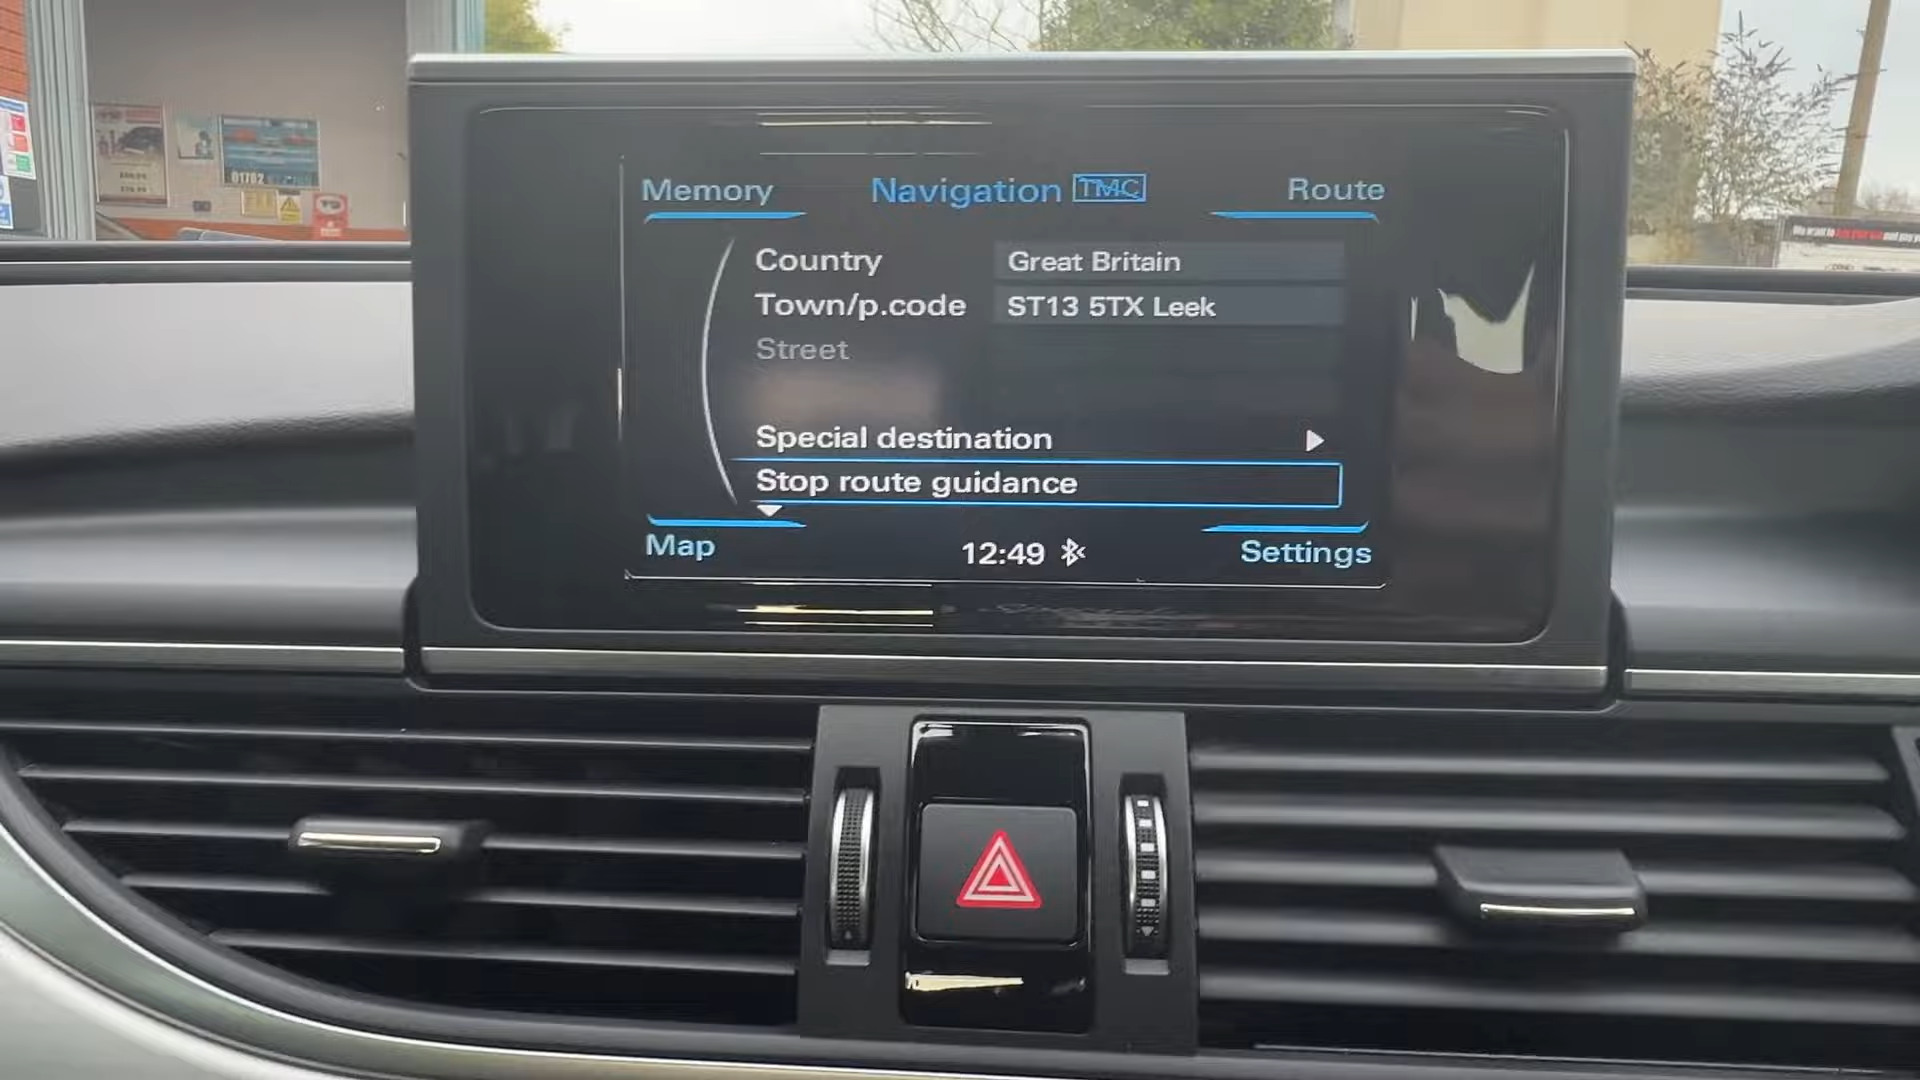 Memory
Navigation TMC
Route
Country
Great Britain
Town/p.code
ST13 5TX Leek
Street
Special destination
Stop route guidance
Map
12:49
Settings
01782